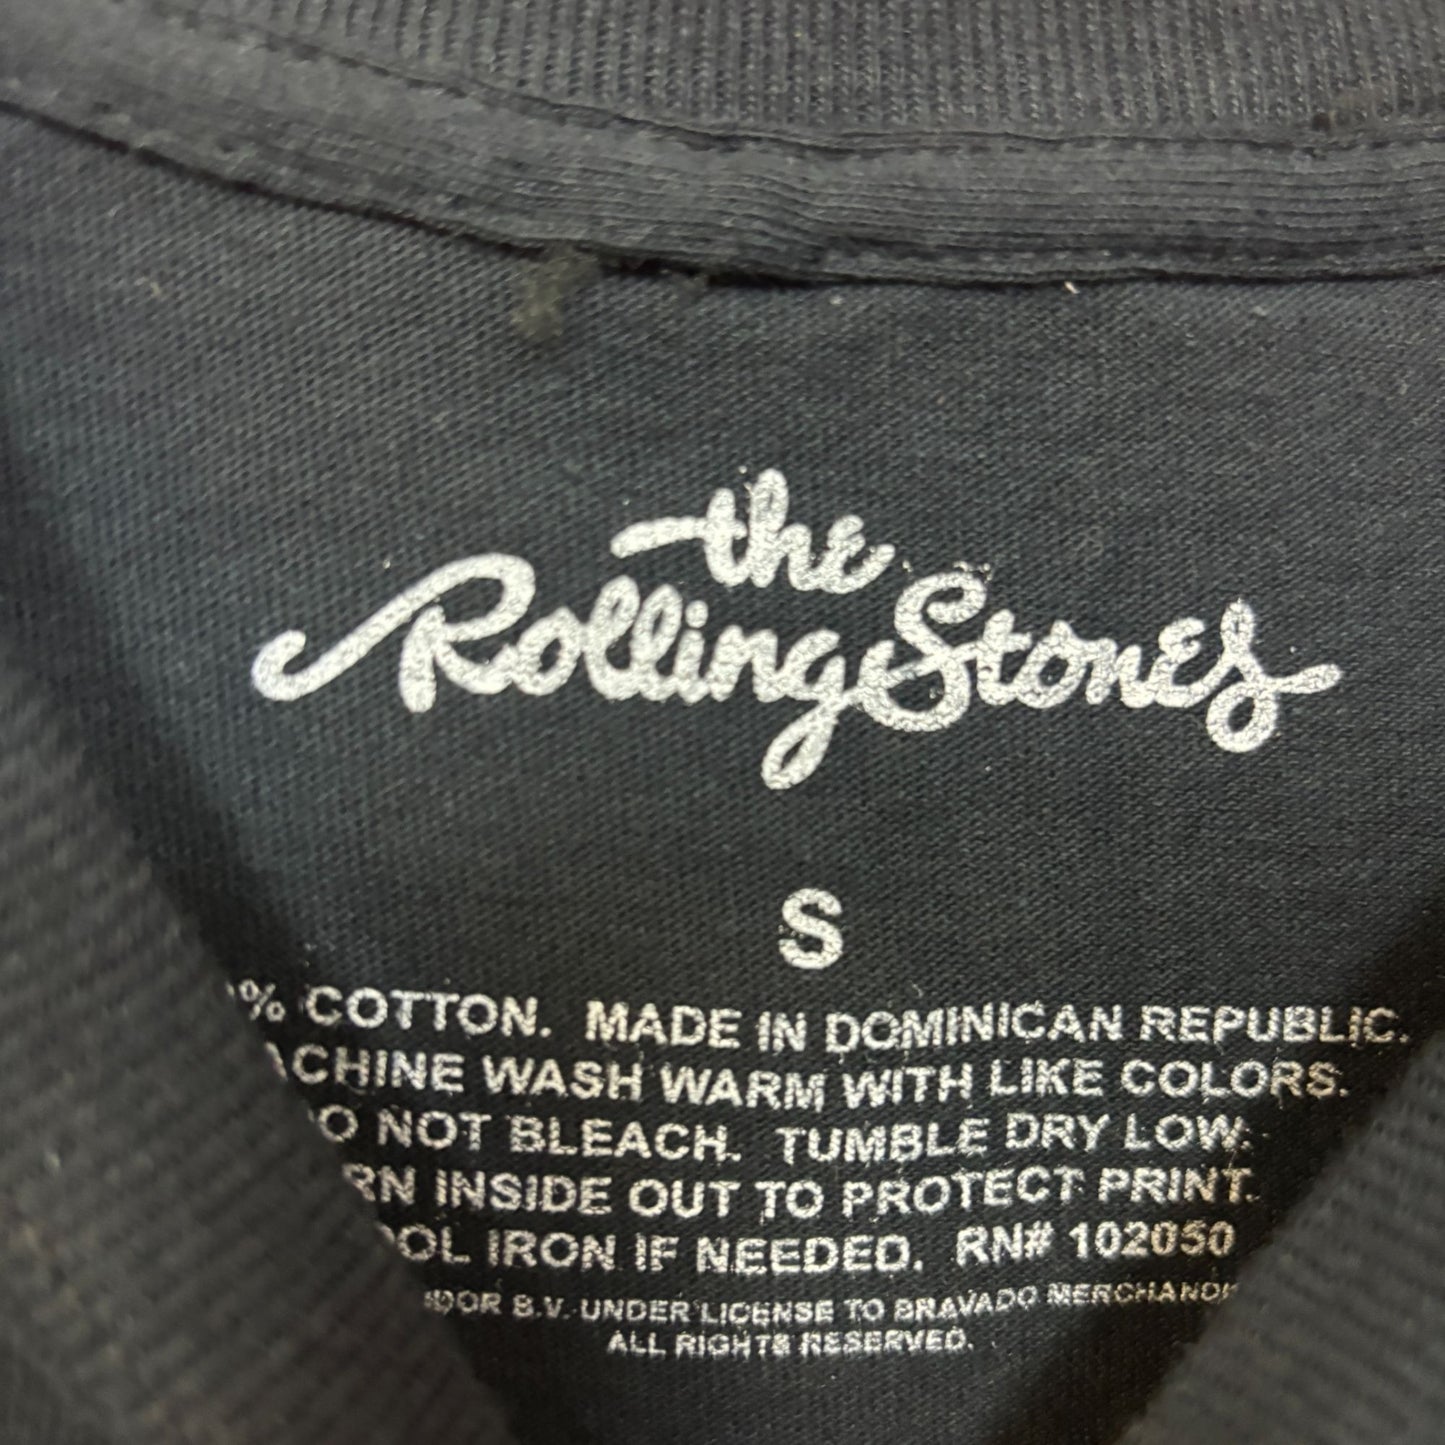 the
Rolling Stones
S
% COTTON. MADE IN DOMINICAN REPUBLIC.
ACHINE WASH WARM WITH LIKE COLORS.
DO NOT BLEACH. TUMBLE DRY LOW.
RN INSIDE OUT TO PROTECT PRINT.
OOL IRON IF NEEDED. RN# 102050
B.V. UNDER LICENSE TO BRAVADO MERCHANDI
ALL RIGHTS RESERVED.